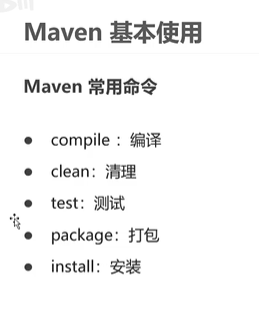 Maven 基本使用
Maven 常用命令
● compile ：编译
● clean：清理
● test：测试
● package：打包
● install：安装